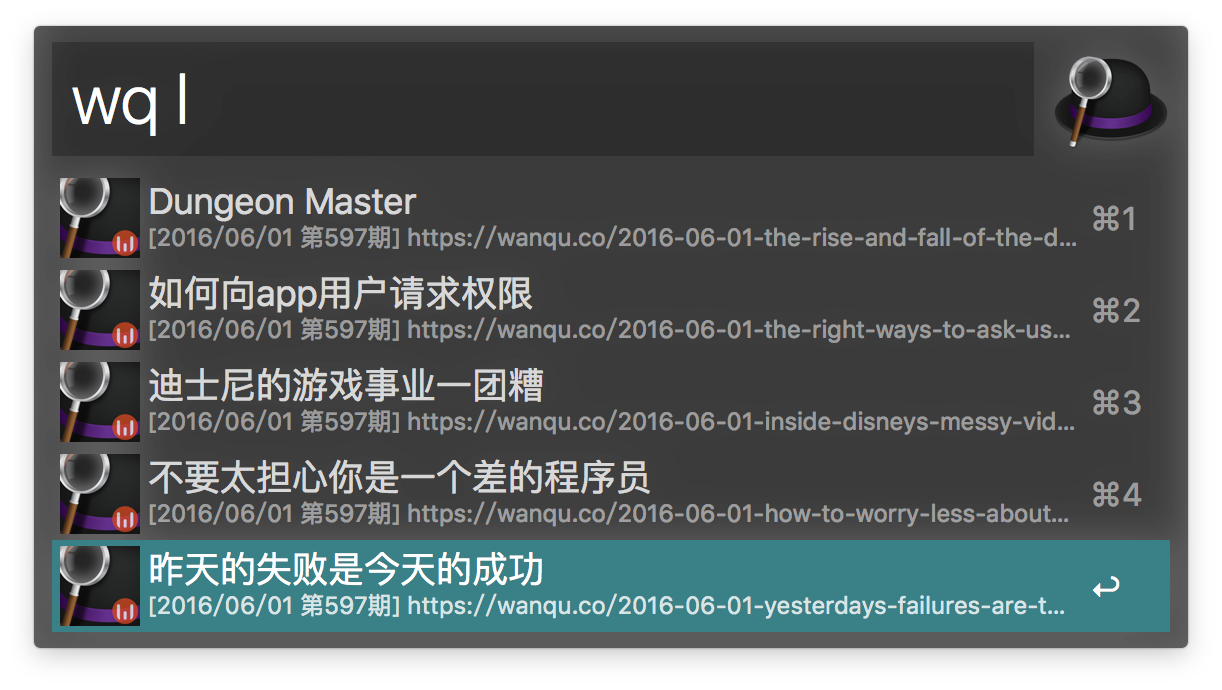 wq l
Dungeon Master
[2016/06/01 第597期] https://wanqu.co/2016-06-01-the-rise-and-fall-of-the-d...
⌘1
如何向app用户请求权限
[2016/06/01 第597期] https://wanqu.co/2016-06-01-the-right-ways-to-ask-us...
⌘2
迪士尼的游戏事业一团糟
[2016/06/01 第597期] https://wanqu.co/2016-06-01-inside-disneys-messy-vid...
⌘3
不要太担心你是一个差的程序员
[2016/06/01 第597期] https://wanqu.co/2016-06-01-how-to-worry-less-about...
⌘4
昨天的失败是今天的成功
[2016/06/01 第597期] https://wanqu.co/2016-06-01-yesterdays-failures-are-t...
↩